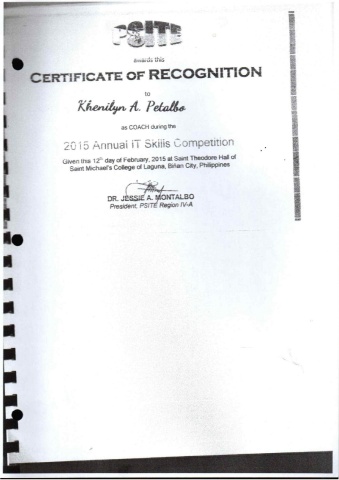 PSITE
awards this
CERTIFICATE OF RECOGNITION
to
Khenilyn A. Petalbo
as COACH during the
2015 Annual IT Skills Competition
Given this 12th day of February, 2015 at Saint Theodore Hall of
Saint Michael's College of Laguna, Biñan City, Philippines
DR. JESSIE A. MONTALBO
President, PSITE Region IV-A